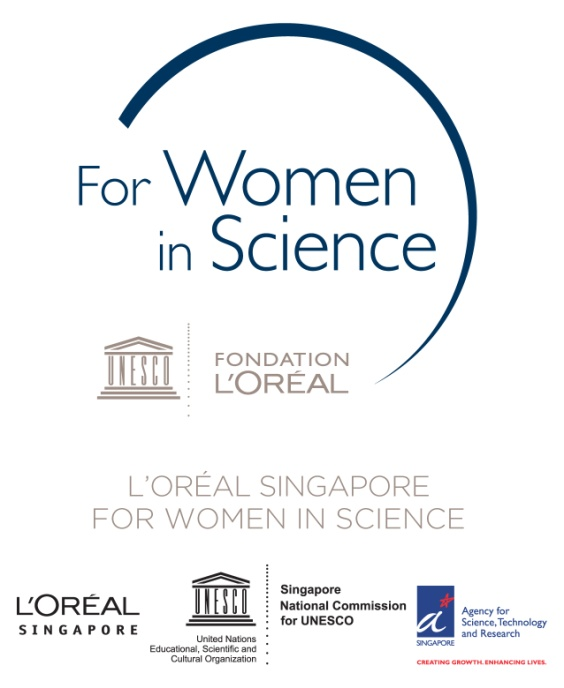 For Women
in Science
UNESCO
FONDATION
L'ORÉAL
L'ORÉAL SINGAPORE
FOR WOMEN IN SCIENCE
L'ORÉAL
SINGAPORE
UNESCO
United Nations
Educational, Scientific and
Cultural Organization
Singapore
National Commission
for UNESCO
a
SINGAPORE
Agency for
Science, Technology
and Research
CREATING GROWTH. ENHANCING LIVES.